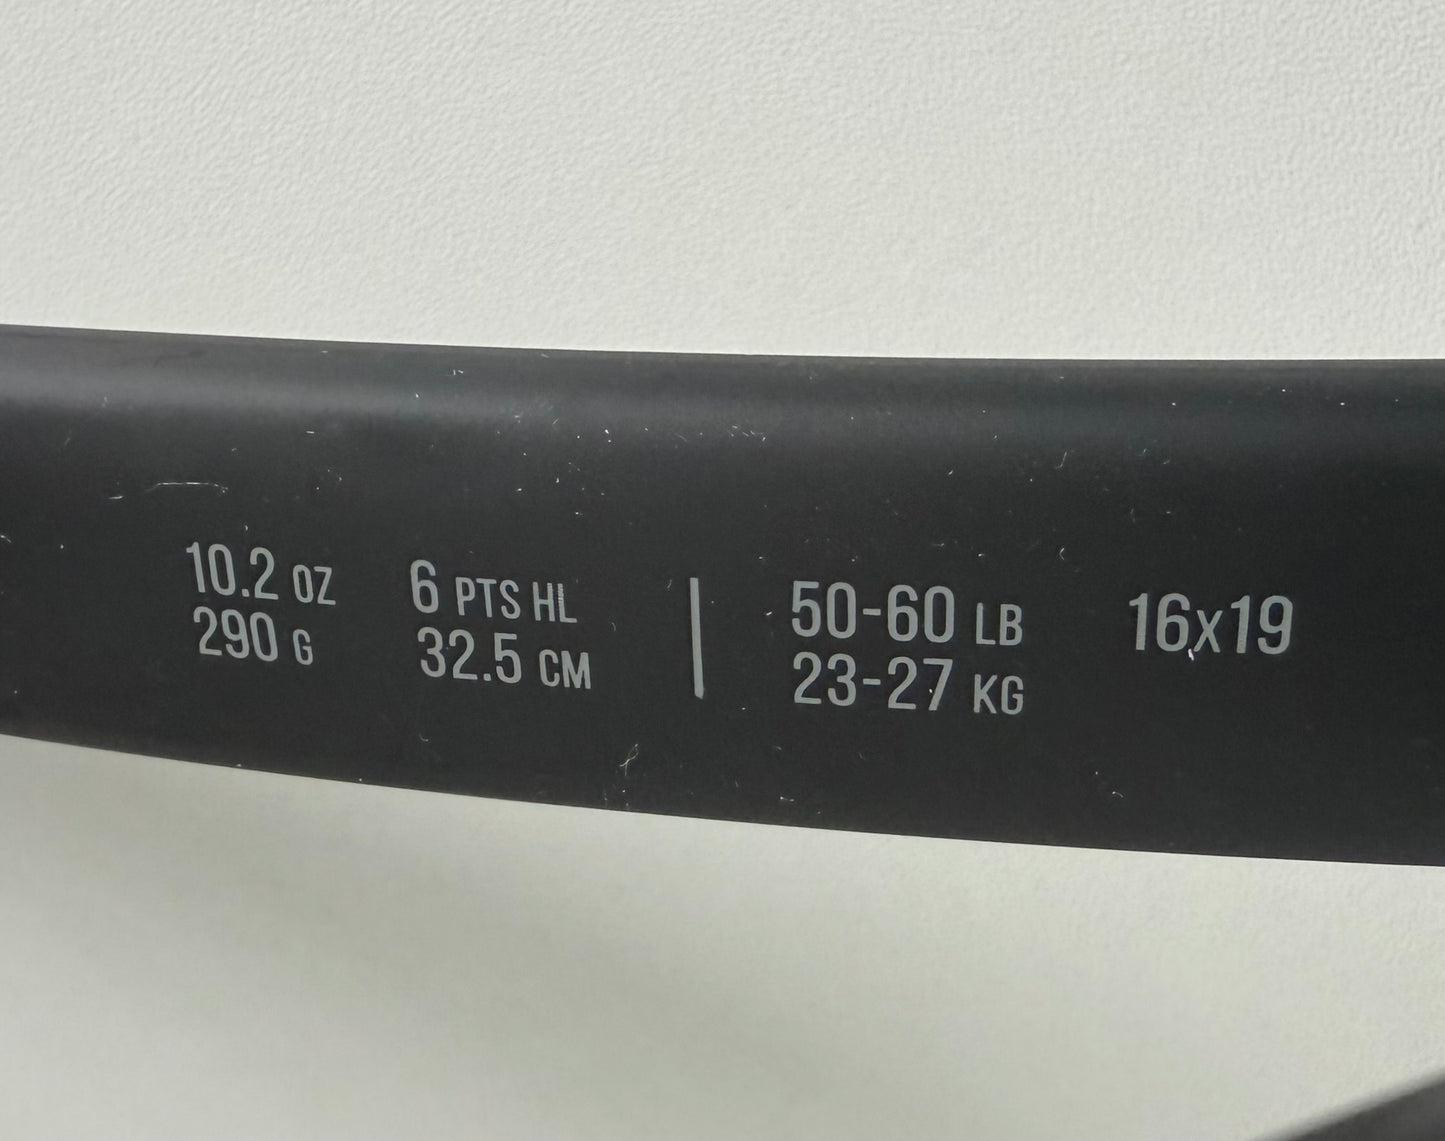 10.2 OZ 6 PTS HL | 50-60 LB 16x19
290 G 32.5 CM 23-27 KG